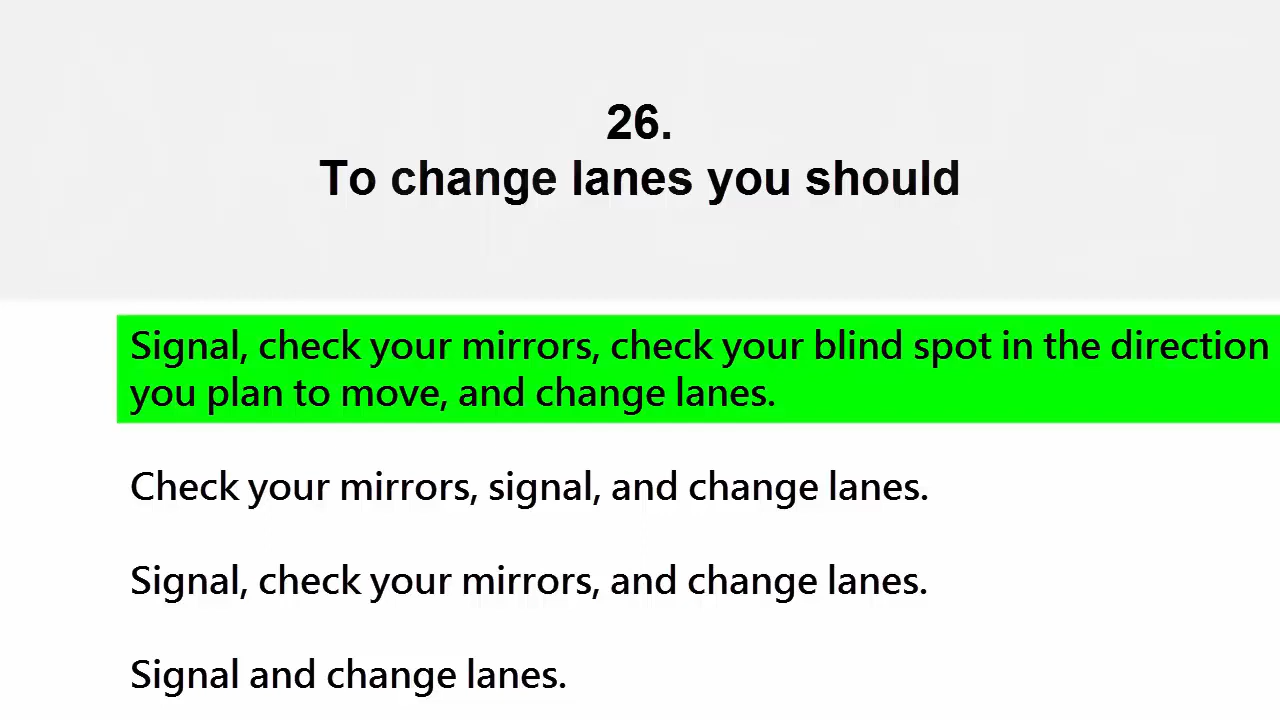 26.
To change lanes you should
Signal, check your mirrors, check your blind spot in the direction
you plan to move, and change lanes.
Check your mirrors, signal, and change lanes.
Signal, check your mirrors, and change lanes.
Signal and change lanes.